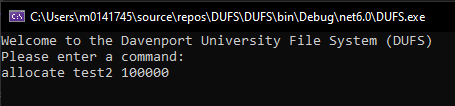 C:\Users\m0141745\source\repos\DUFS\DUFS\bin\Debug\net6.0\DUFS.exe
Welcome to the Davenport University File System (DUFS)
Please enter a command:
allocate test2 100000